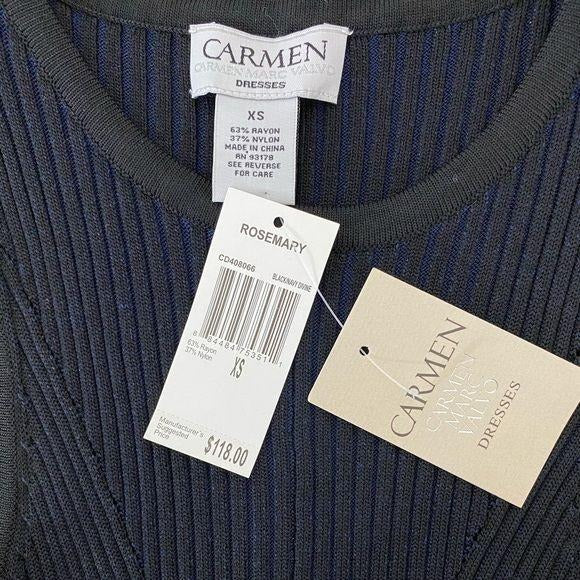 CARMEN
CARMEN MARC VALVO
DRESSES
XS
63% RAYON
37% NYLON
MADE IN CHINA
RN 93178
SEE REVERSE
FOR CARE
ROSEMARY
CD408066
BLACK/NAVY DIVINE
63% Rayon
37% Nylon
XS
Manufacturer's
Suggested
Price
$118.00
CARMEN
CARMEN
MARC
VALVO
DRESSES